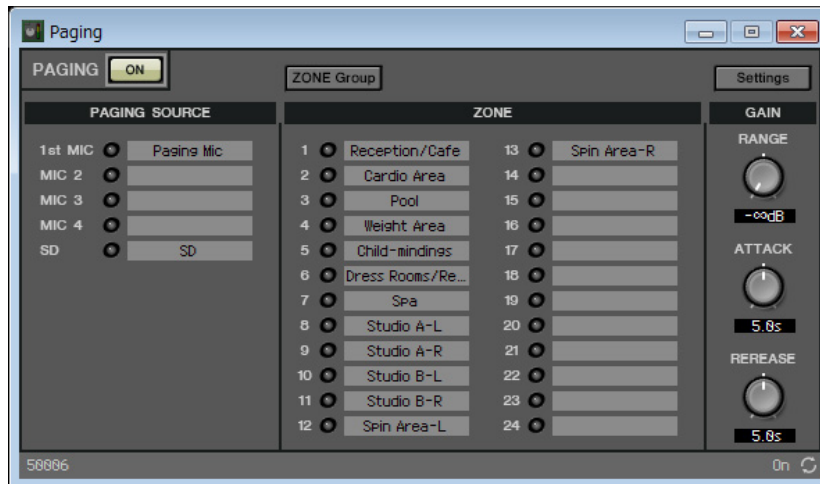 Paging
PAGING ON
ZONE Group
Settings
PAGING SOURCE
1st MIC Paging Mic
MIC 2
MIC 3
MIC 4
SD SD
ZONE
1 Reception/Cafe
2 Cardio Area
3 Pool
4 Weight Area
5 Child-mindings
6 Dress Rooms/Re...
7 Spa
8 Studio A-L
9 Studio A-R
10 Studio B-L
11 Studio B-R
12 Spin Area-L
13 Spin Area-R
14
15
16
17
18
19
20
21
22
23
24
GAIN
RANGE
-∞dB
ATTACK
5.0s
REREASE
5.0s
50006
On